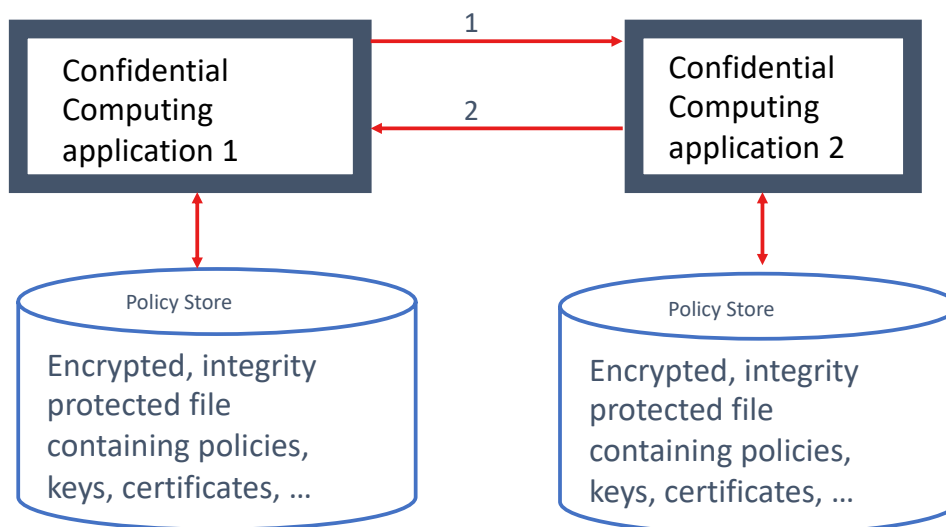 1
Confidential
Computing
application 1
Confidential
Computing
application 2
2
Policy Store
Encrypted, integrity
protected file
containing policies,
keys, certificates, …
Policy Store
Encrypted, integrity
protected file
containing policies,
keys, certificates, …